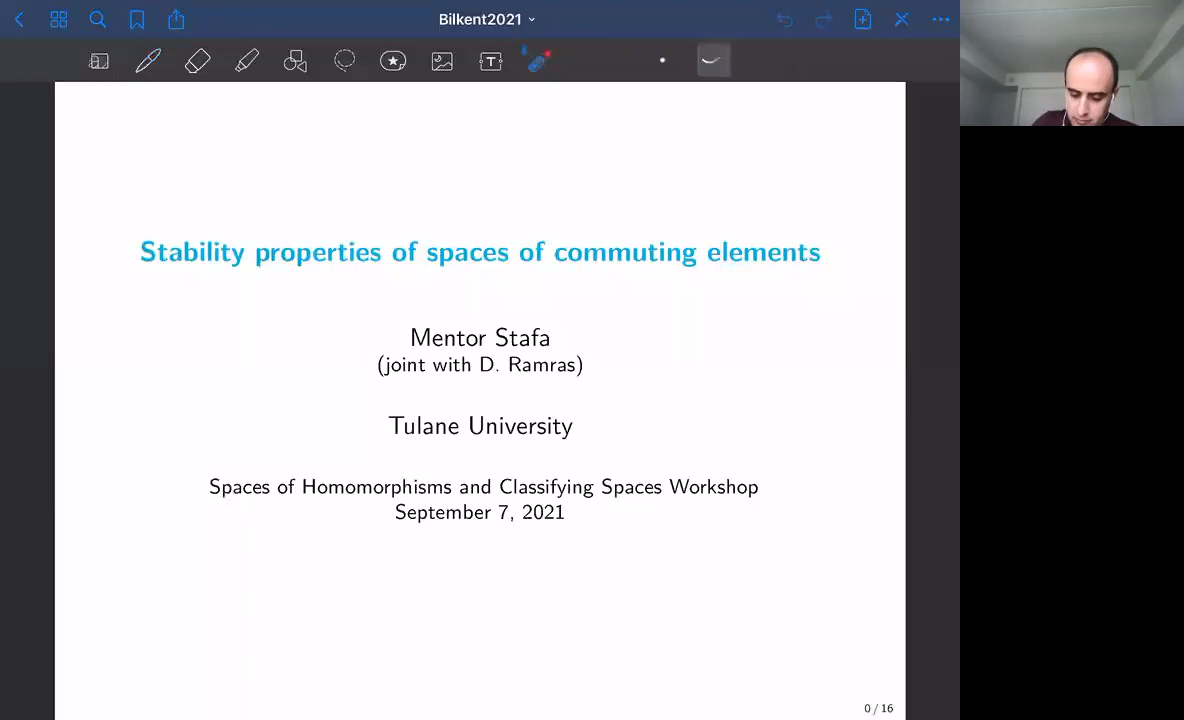 Bilkent2021
T
Stability properties of spaces of commuting elements
Mentor Stafa
(joint with D. Ramras)
Tulane University
Spaces of Homomorphisms and Classifying Spaces Workshop
September 7, 2021
0 / 16